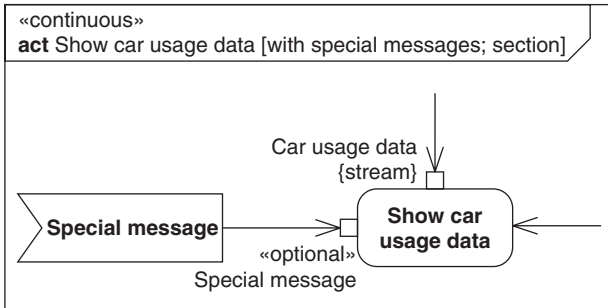 «continuous»
act Show car usage data [with special messages; section]
Car usage data
{stream}
Special message
Show car
usage data
«optional»
Special message